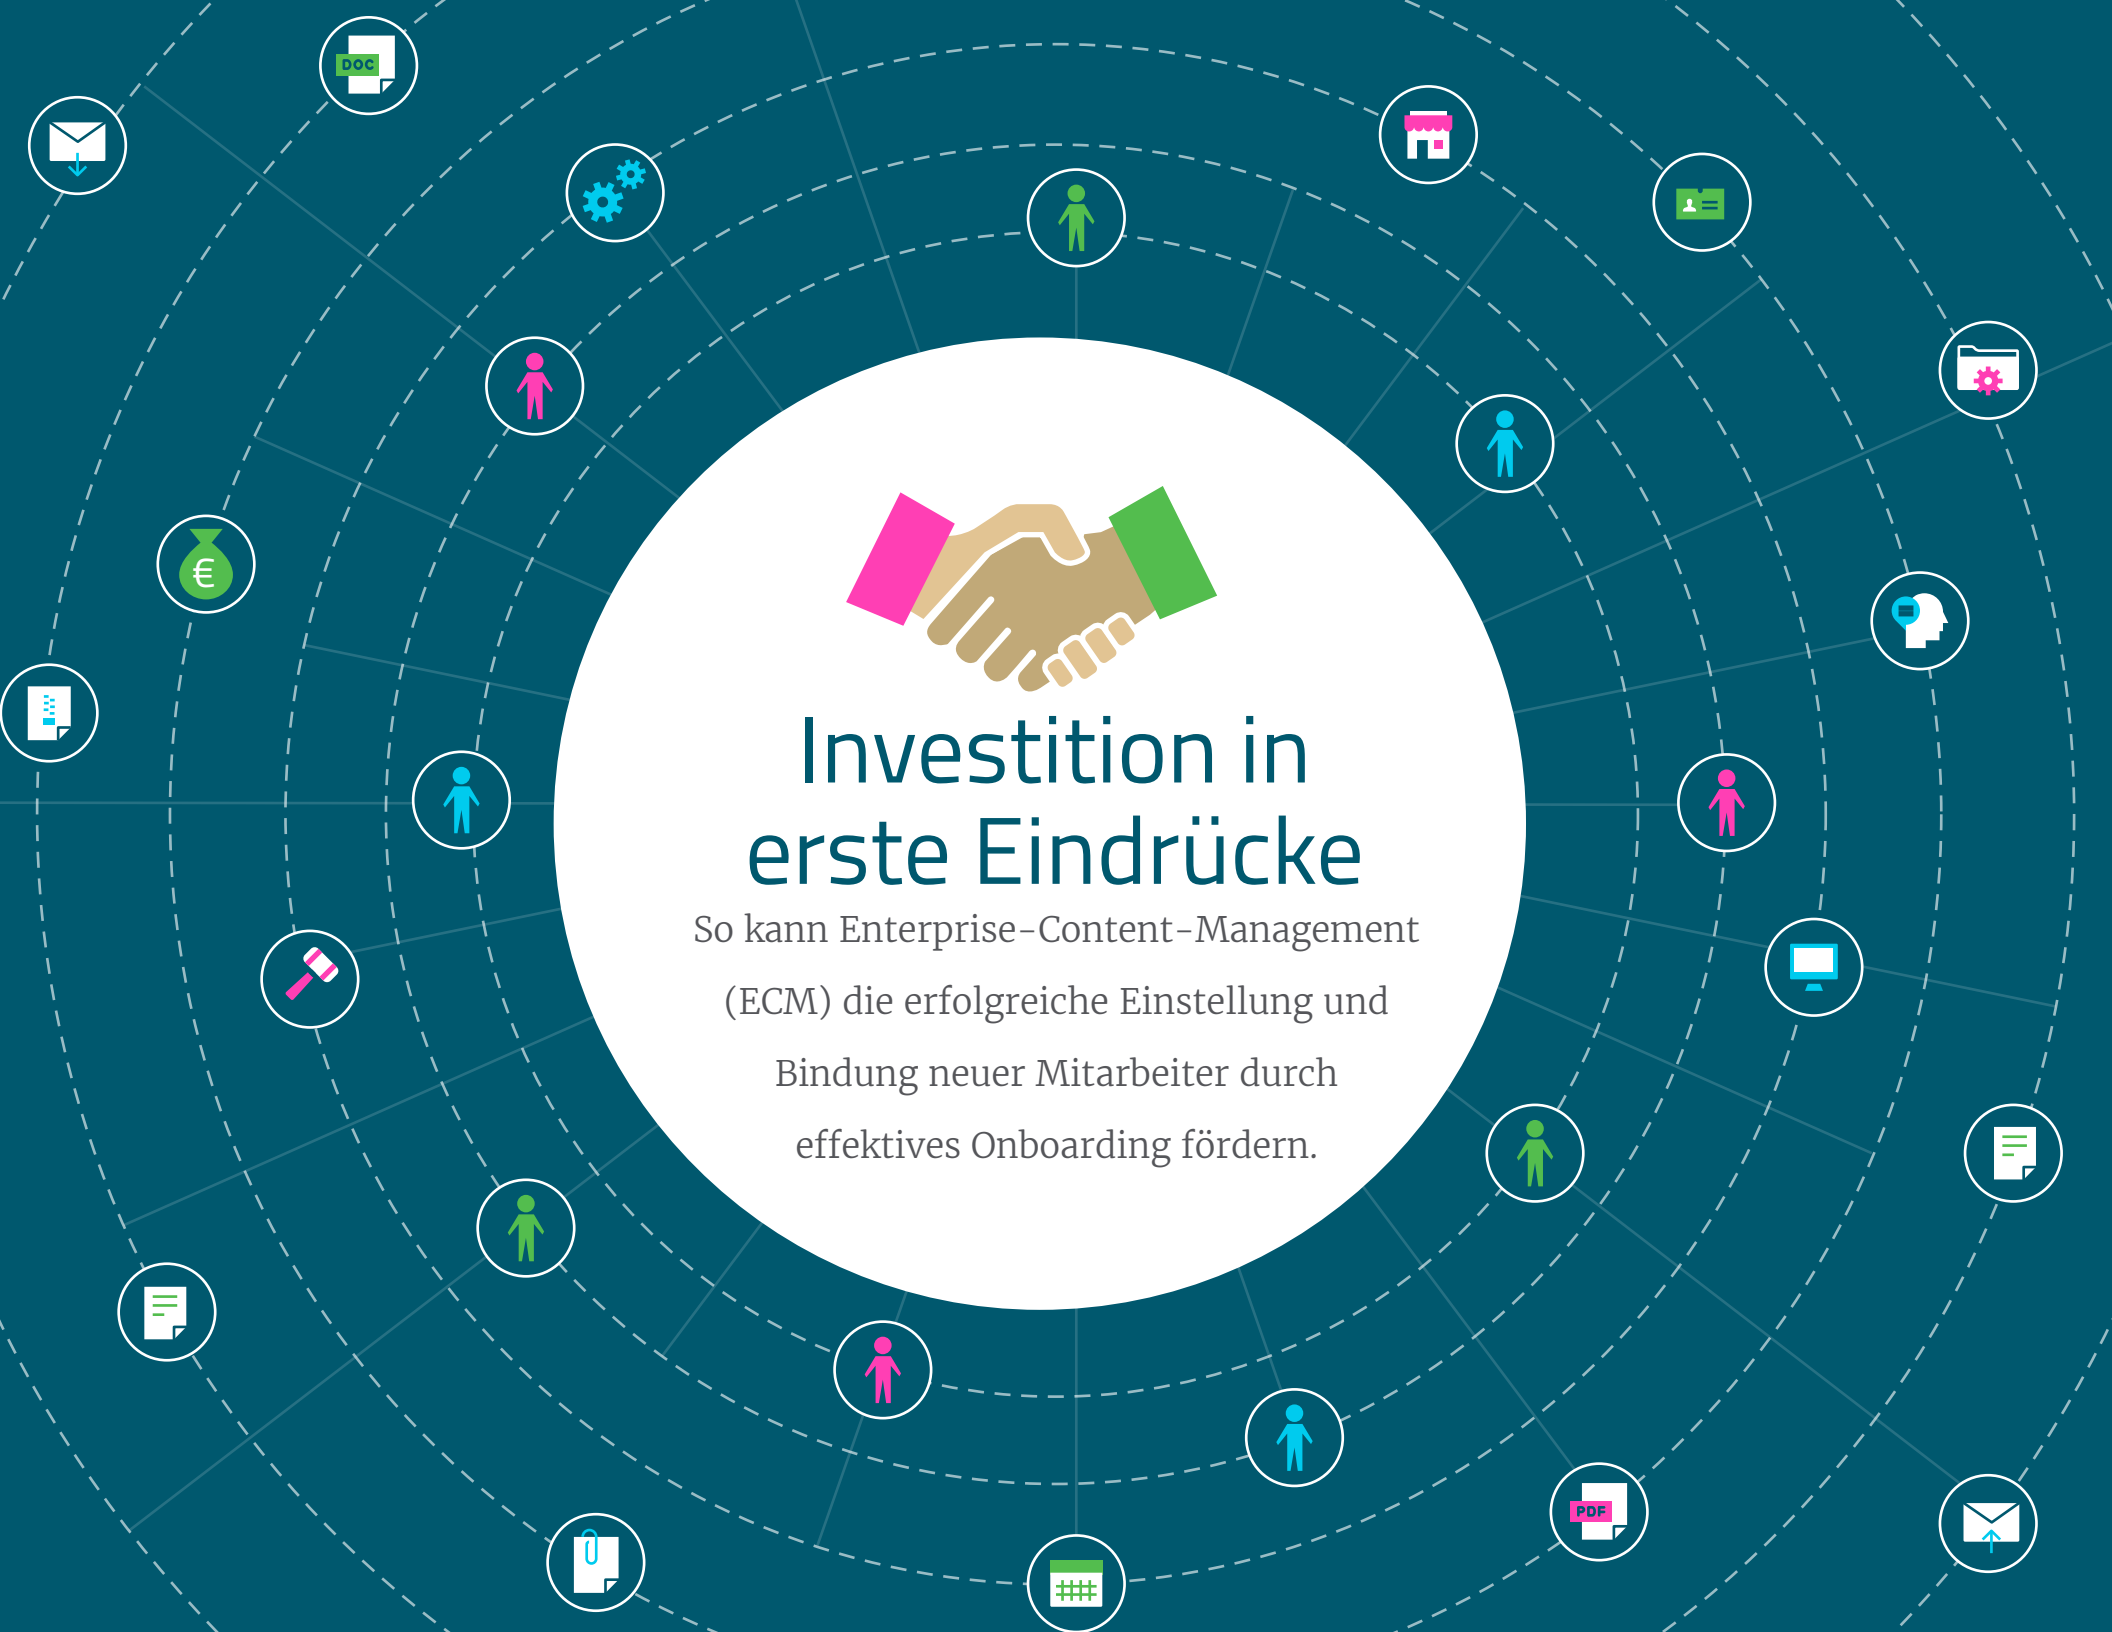 DOC
€
Investition in
erste Eindrücke
So kann Enterprise-Content-Management
(ECM) die erfolgreiche Einstellung und
Bindung neuer Mitarbeiter durch
effektives Onboarding fördern.
PDF